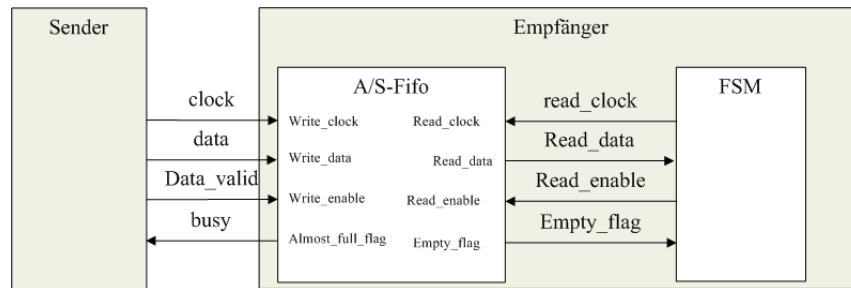 Sender
Empfänger
A/S-Fifo
FSM
clock
Write_clock
Read_clock
read_clock
data
Write_data
Read_data
Read_data
Data_valid
Write_enable
Read_enable
Read_enable
busy
Almost_full_flag
Empty_flag
Empty_flag